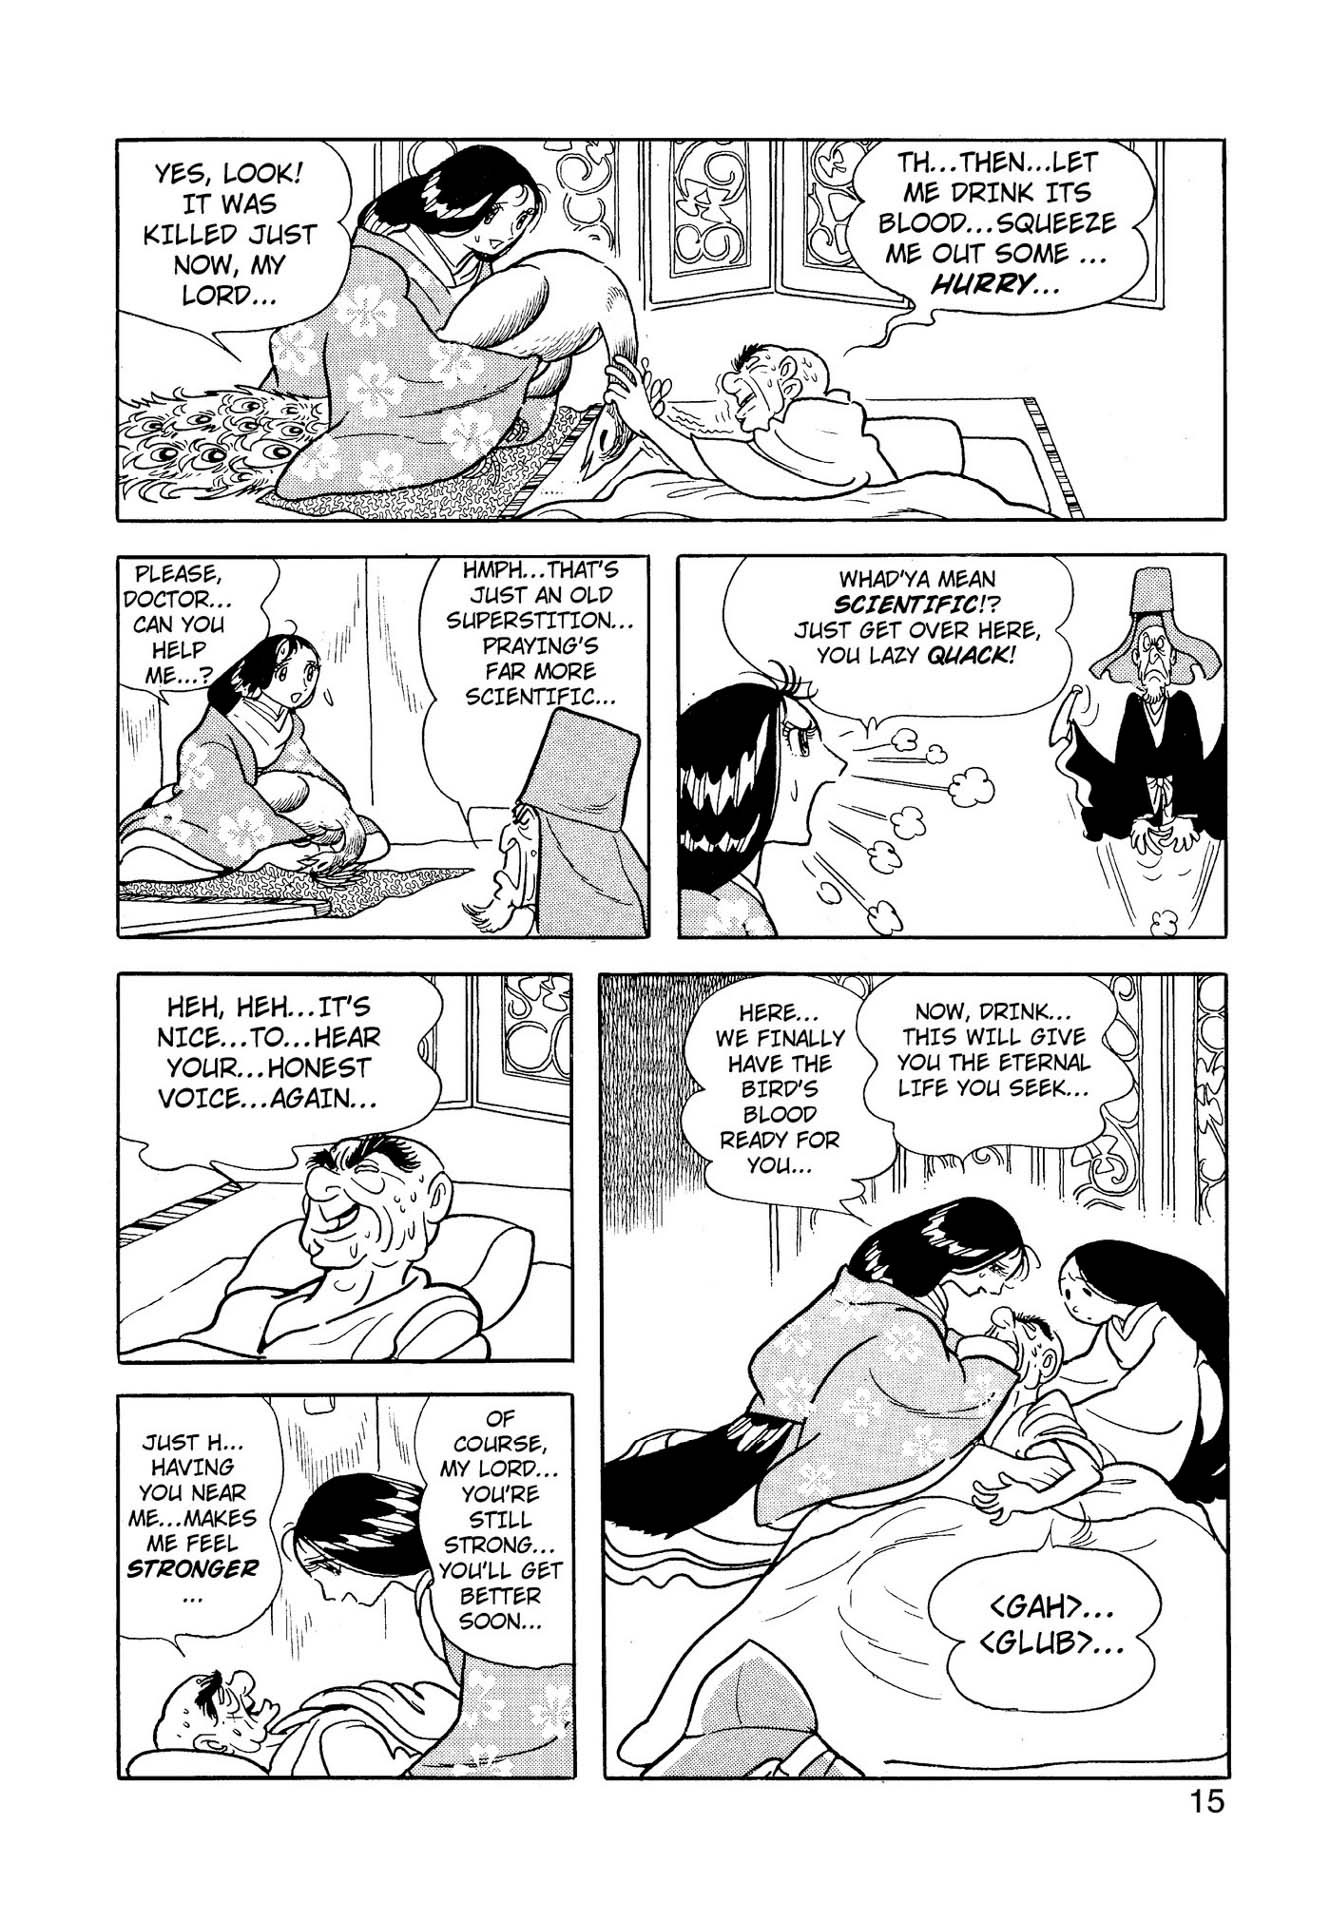 YES, LOOK!
IT WAS
KILLED JUST
NOW, MY
LORD...
TH...THEN...LET
ME DRINK ITS
BLOOD...SQUEEZE
ME OUT SOME ...
HURRY...
PLEASE,
DOCTOR...
CAN YOU
HELP
ME...?
HMPH...THAT'S
JUST AN OLD
SUPERSTITION...
PRAYING'S
FAR MORE
SCIENTIFIC...
WHAD'YA MEAN
SCIENTIFIC!?
JUST GET OVER HERE,
YOU LAZY QUACK!
HEH, HEH...IT'S
NICE...TO...HEAR
YOUR...HONEST
VOICE...AGAIN...
JUST H...
HAVING
YOU NEAR
ME...MAKES
ME FEEL
STRONGER
...
OF
COURSE,
MY LORD...
YOU'RE
STILL
STRONG...
YOU'LL GET
BETTER
SOON...
HERE...
WE FINALLY
HAVE THE
BIRD'S
BLOOD
READY FOR
YOU...
NOW, DRINK...
THIS WILL GIVE
YOU THE ETERNAL
LIFE YOU SEEK...
<GAH>...
<GLUB>...
15